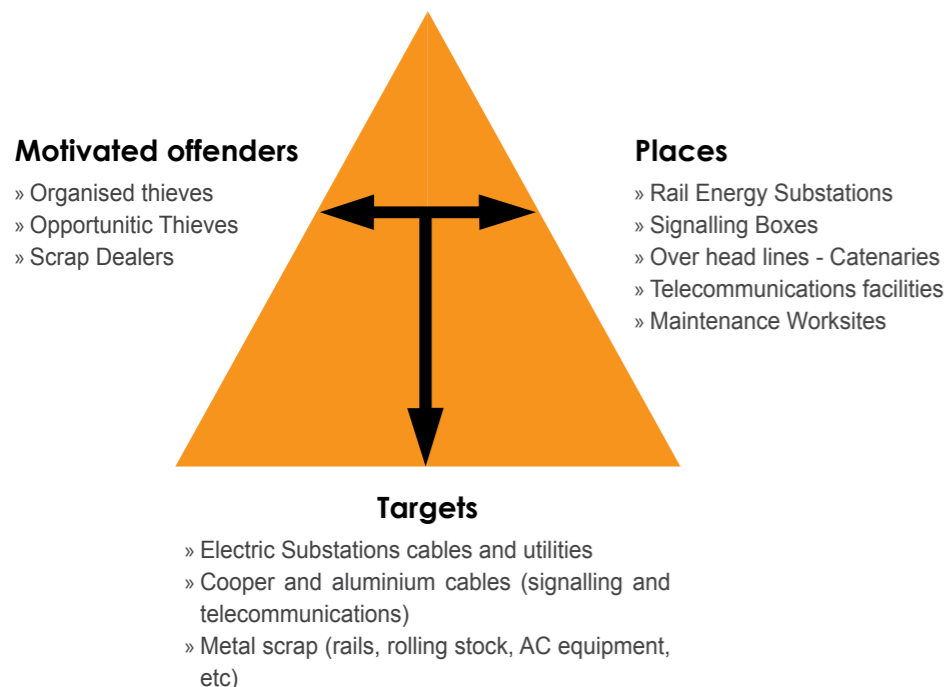 Motivated offenders
» Organised thieves
» Opportunitic Thieves
» Scrap Dealers
Places
» Rail Energy Substations
» Signalling Boxes
» Over head lines - Catenaries
» Telecommunications facilities
» Maintenance Worksites
Targets
» Electric Substations cables and utilities
» Cooper and aluminium cables (signalling and
telecommunications)
» Metal scrap (rails, rolling stock, AC equipment,
etc)